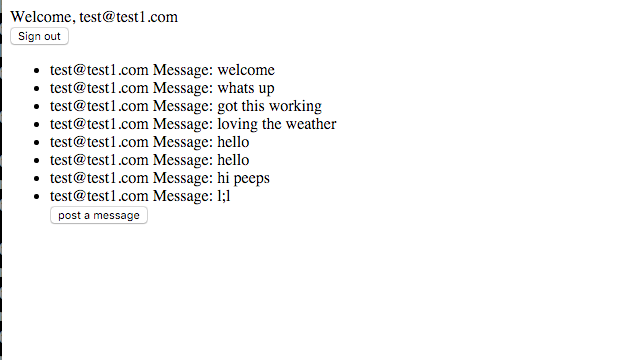 Welcome, test@test1.com
Sign out
test@test1.com Message: welcome
test@test1.com Message: whats up
test@test1.com Message: got this working
test@test1.com Message: loving the weather
test@test1.com Message: hello
test@test1.com Message: hello
test@test1.com Message: hi peeps
test@test1.com Message: l;l
post a message